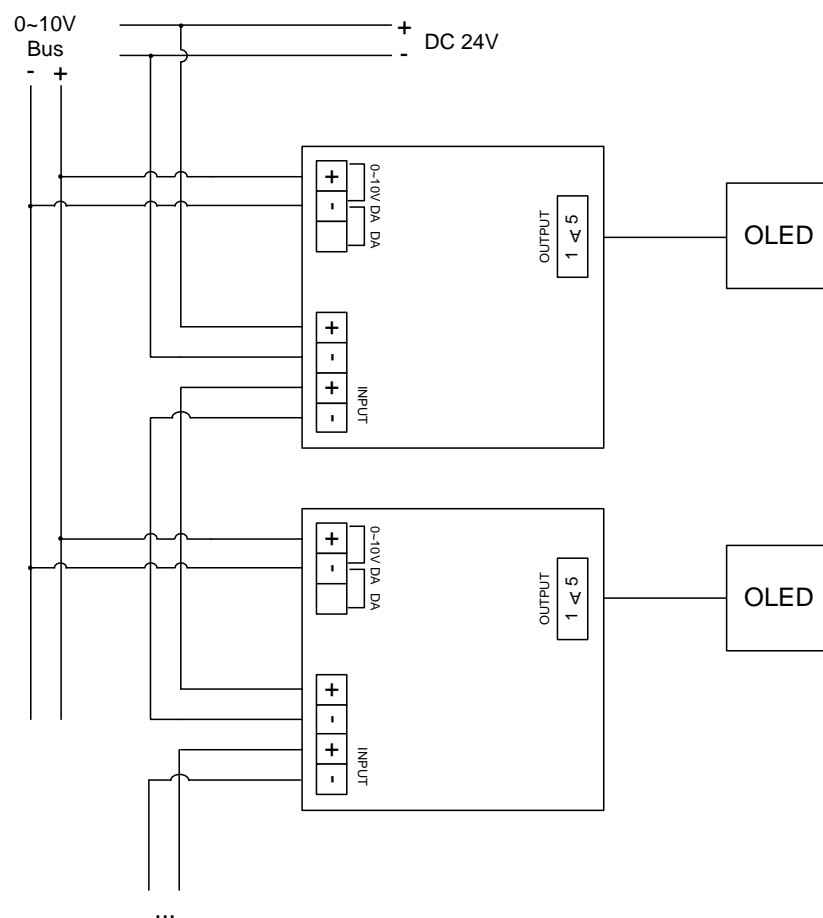 0~10V
Bus
- +
+
-
DC 24V
+
-
0~10V DA DA
OUTPUT
1 ∢ 5
OLED
+
-
+
-
INPUT
+
-
0~10V DA DA
OUTPUT
1 ∢ 5
OLED
+
-
+
-
INPUT
...